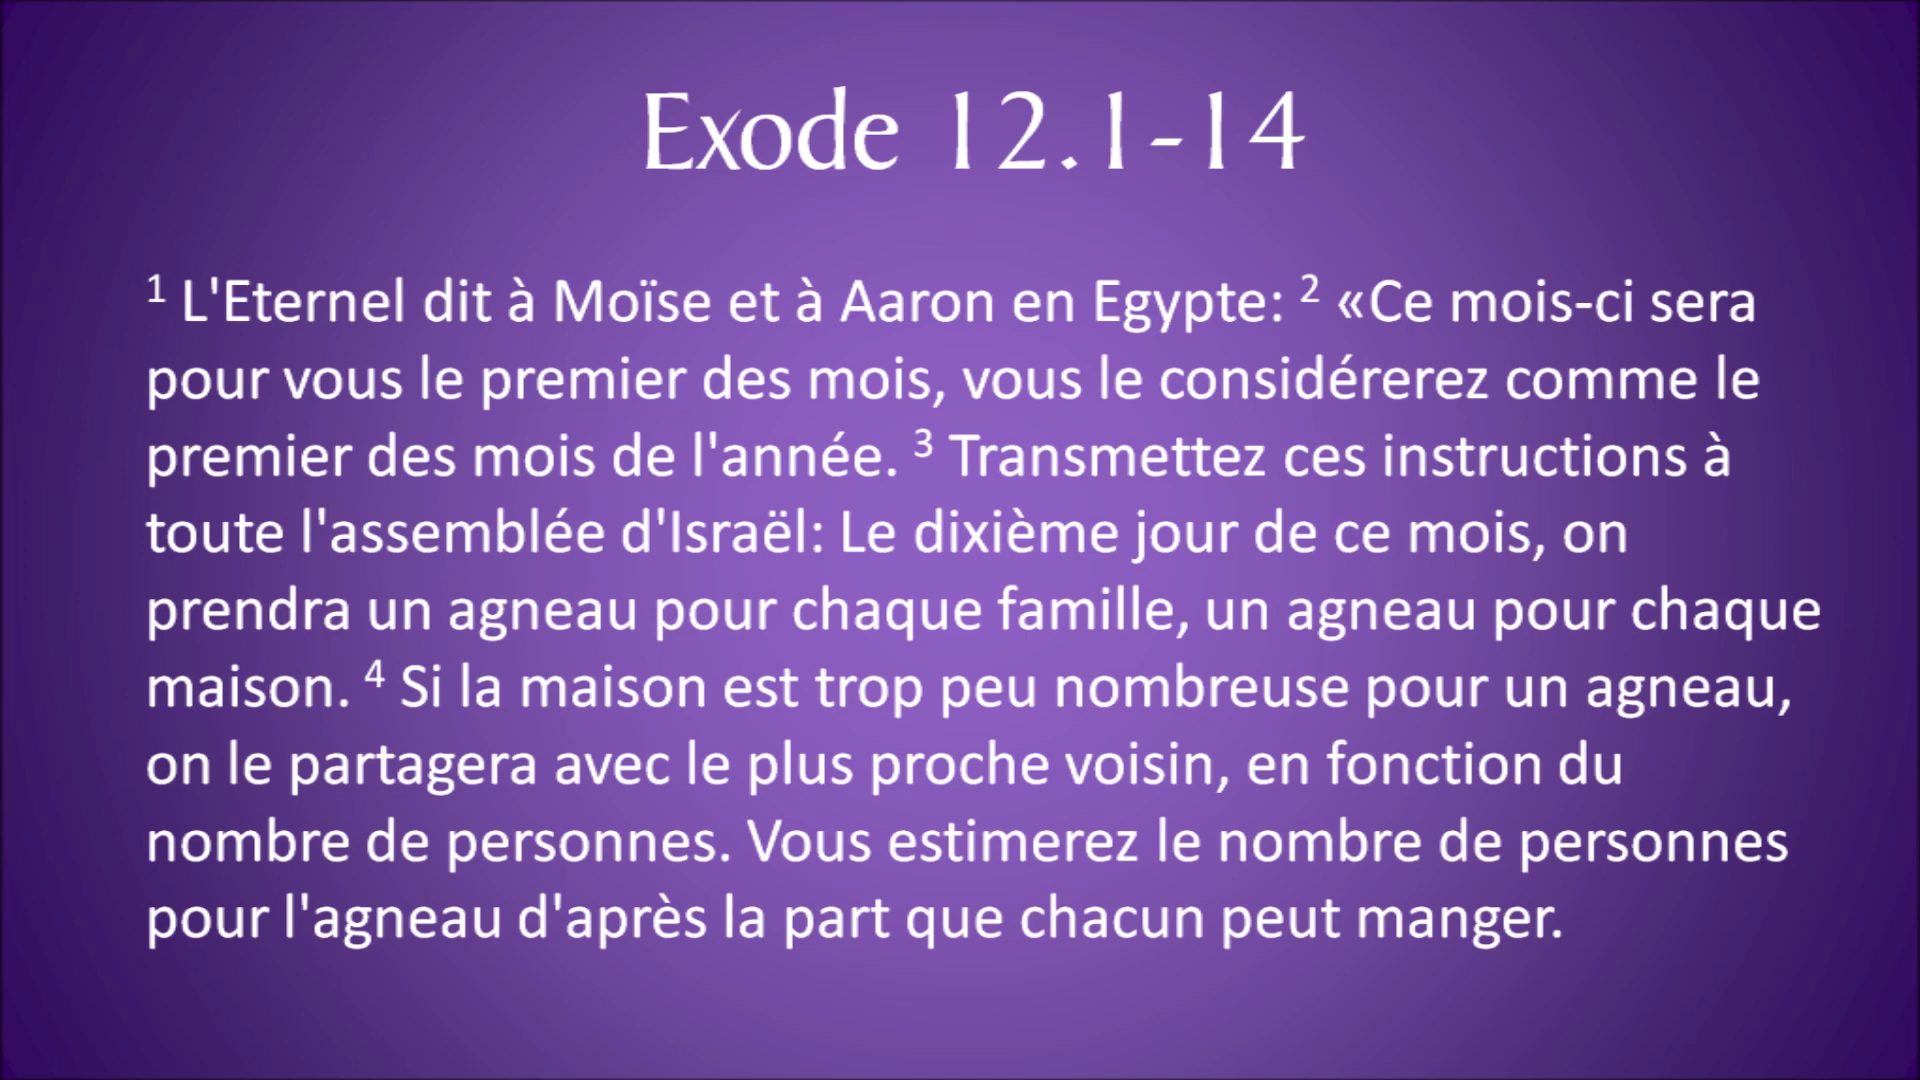 Exode 12.1-14
1 L'Eternel dit à Moïse et à Aaron en Egypte: 2 «Ce mois-ci sera
pour vous le premier des mois, vous le considérerez comme le
premier des mois de l'année. 3 Transmettez ces instructions à
toute l'assemblée d'Israël: Le dixième jour de ce mois, on
prendra un agneau pour chaque famille, un agneau pour chaque
maison. 4 Si la maison est trop peu nombreuse pour un agneau,
on le partagera avec le plus proche voisin, en fonction du
nombre de personnes. Vous estimerez le nombre de personnes
pour l'agneau d'après la part que chacun peut manger.